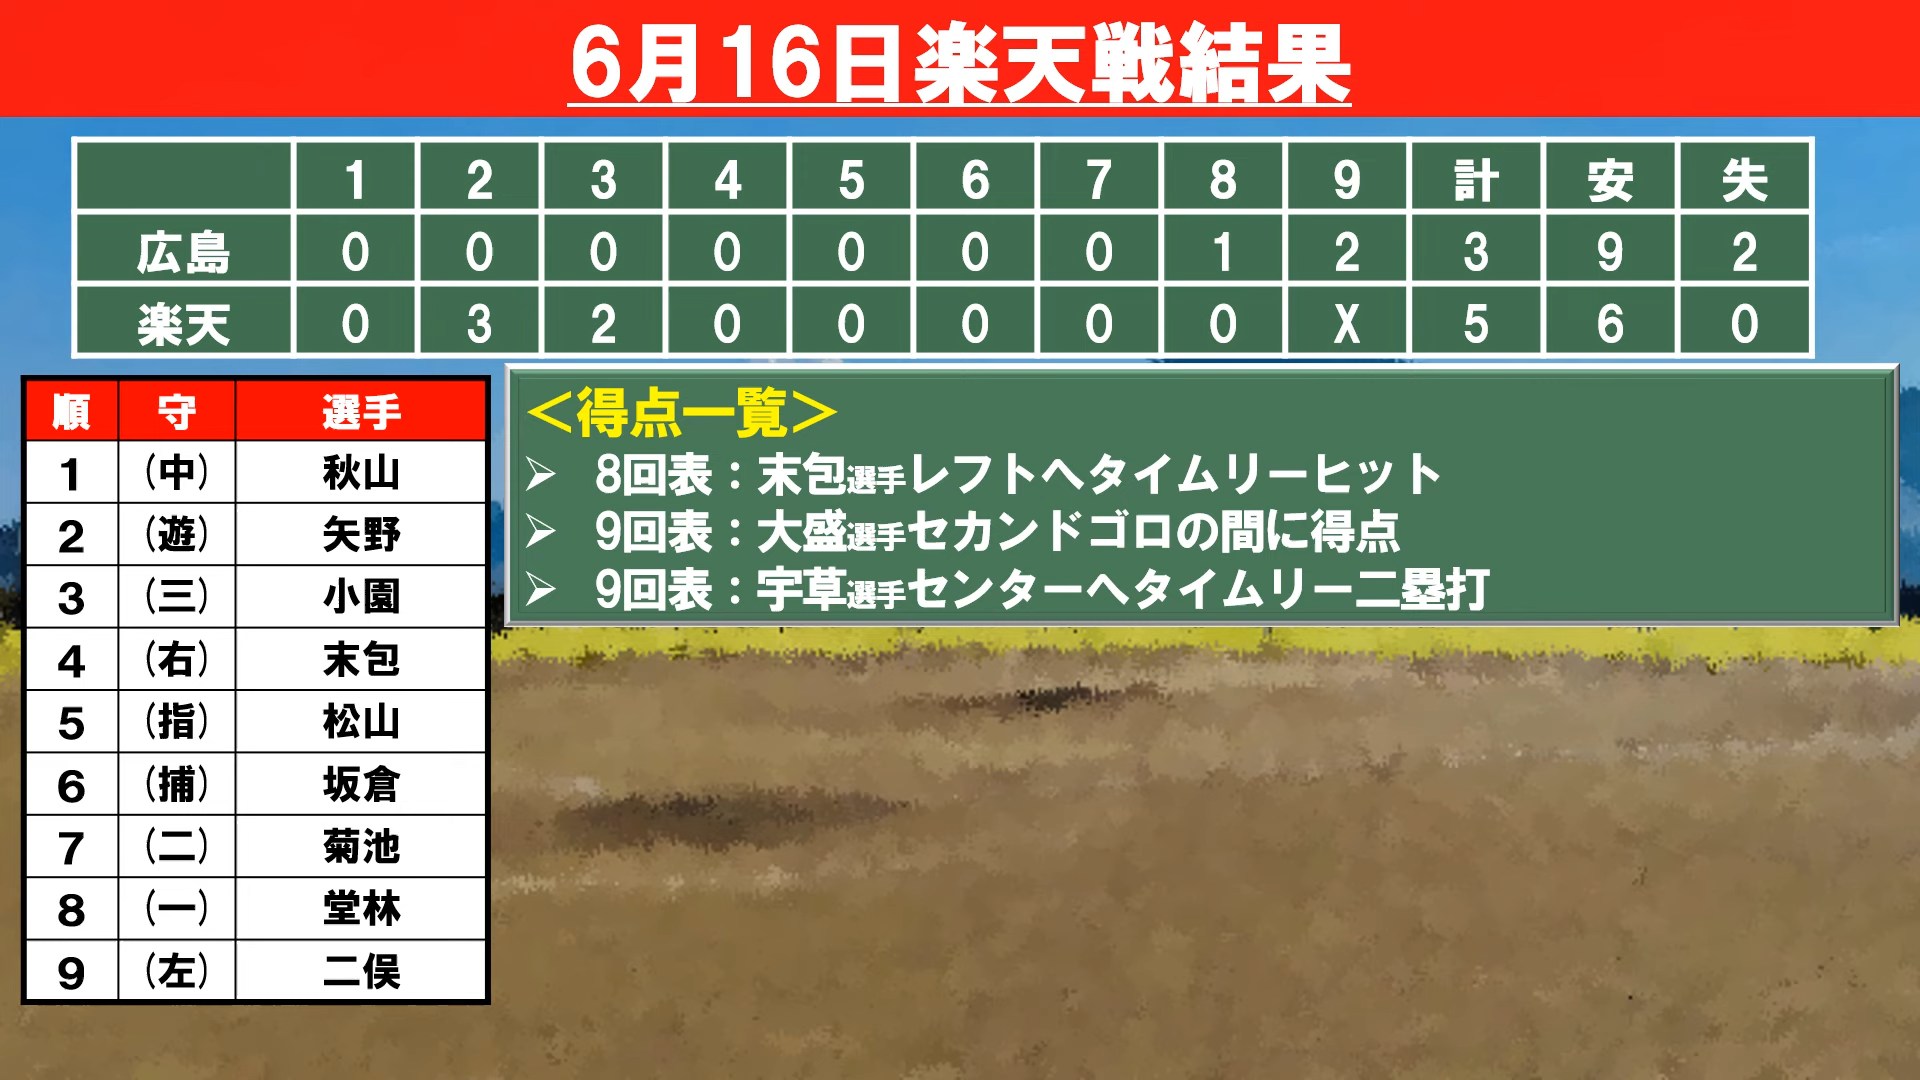 6月16日楽天戦結果
1 2 3 4 5 6 7 8 9 計 安 失
広島 0 0 0 0 0 0 0 1 2 3 9 2
楽天 0 3 2 0 0 0 0 0 X 5 6 0
順 守 選手
1 (中) 秋山
2 (遊) 矢野
3 (三) 小園
4 (右) 末包
5 (指) 松山
6 (捕) 坂倉
7 (二) 菊池
8 (一) 堂林
9 (左) 二俣
＜得点一覧＞
➢ 8回表：末包選手レフトへタイムリーヒット
➢ 9回表：大盛選手セカンドゴロの間に得点
➢ 9回表：宇草選手センターへタイムリー二塁打